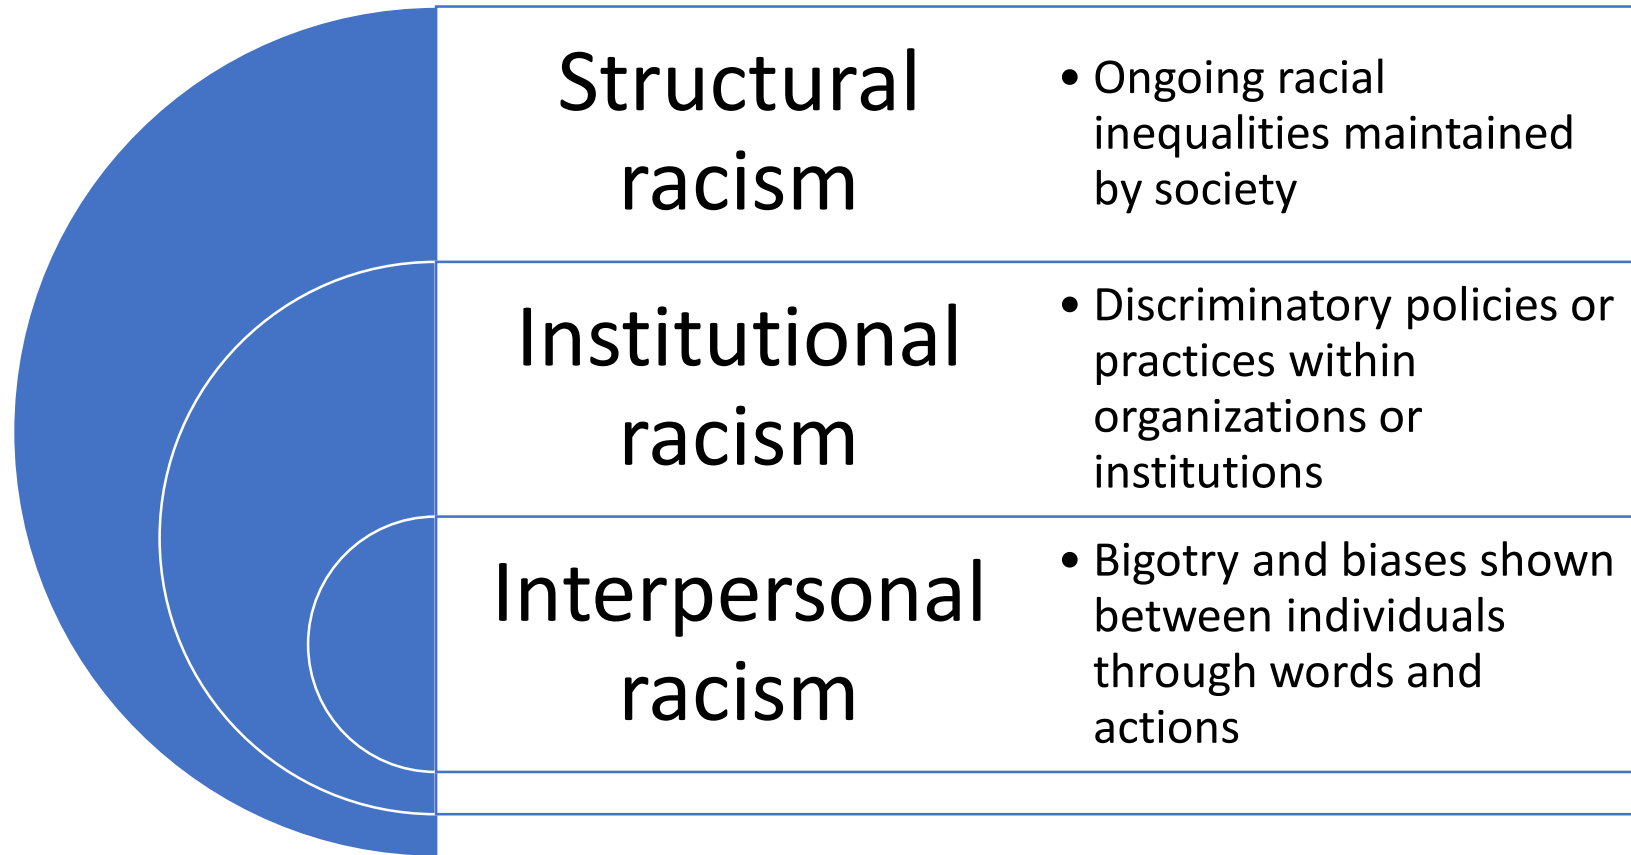 Structural
racism
• Ongoing racial
inequalities maintained
by society
Institutional
racism
• Discriminatory policies or
practices within
organizations or
institutions
Interpersonal
racism
• Bigotry and biases shown
between individuals
through words and
actions